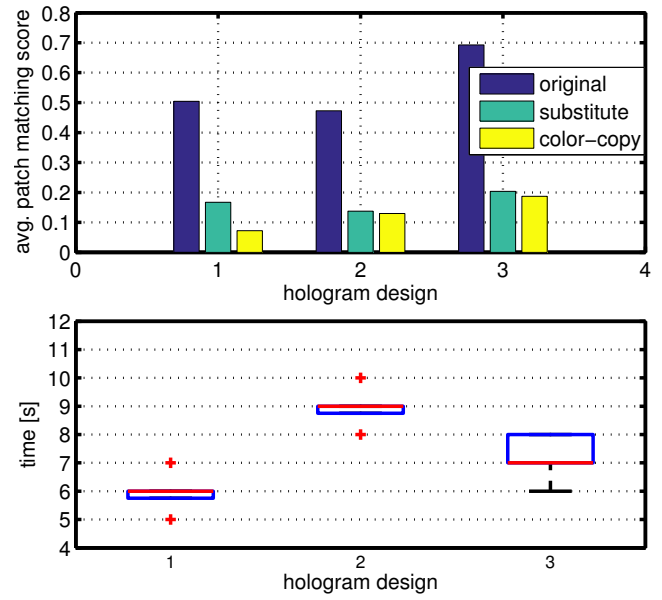 0.8
0.7
0.6
0.5
0.4
0.3
0.2
0.1
0
avg. patch matching score
original
substitute
color-copy
0 1 2 3 4
hologram design
12
11
10
9
8
7
6
5
4
time [s]
1 2 3
hologram design